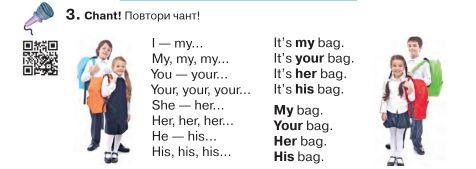 3. Chant! Повтори чант!
I — my...
My, my, my...
You — your...
Your, your, your...
She — her...
Her, her, her...
He — his...
His, his, his...
It's my bag.
It's your bag.
It's her bag.
It's his bag.
My bag.
Your bag.
Her bag.
His bag.